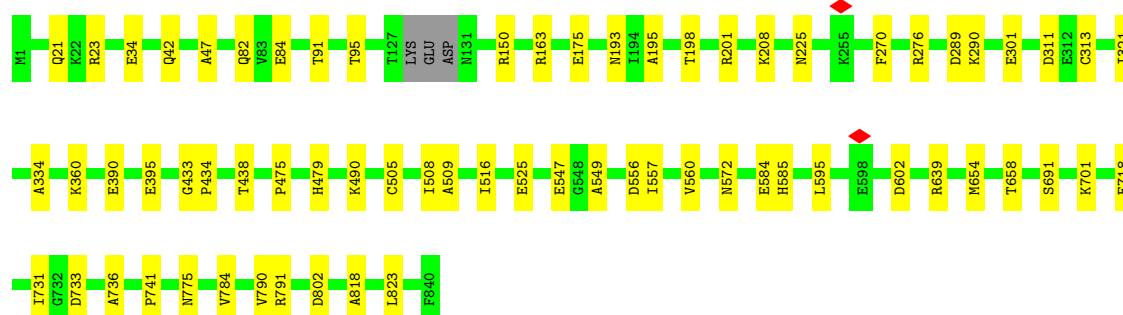 M1 Q21 K22 R23 E34 Q42 A47 Q82 V83 E84 T91 T95 T127 LYS GLU ASP N131 R150 R163 E175 N193 I194 A195 T198 R201 K208 N225 K255 F270 R276 D289 K290 E301 D311 E312 C313
A334 K360 E390 E395 G433 P434 T438 P475 H479 K490 C505 I508 A509 I516 E525 E547 G548 A549 D556 I557 V560 N572 E584 H585 L595 E598 D602 R639 M654 T658 S691 K701
I731 G732 D733 A736 P741 N775 V784 V790 R791 D802 A818 L823 F840